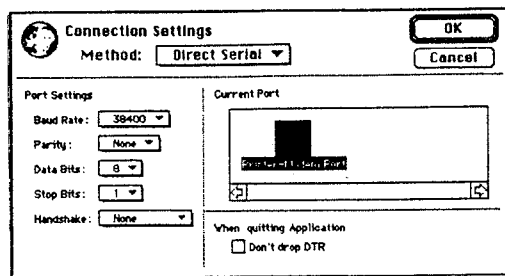 Connection Settings
OK
Method: Direct Serial
Cancel
Port Settings
Current Port
Baud Rate: 38400
Parity: None
Data Bits: 8
Stop Bits: 1
Handshake: None
Port
When quitting Application
Don't drop DTR